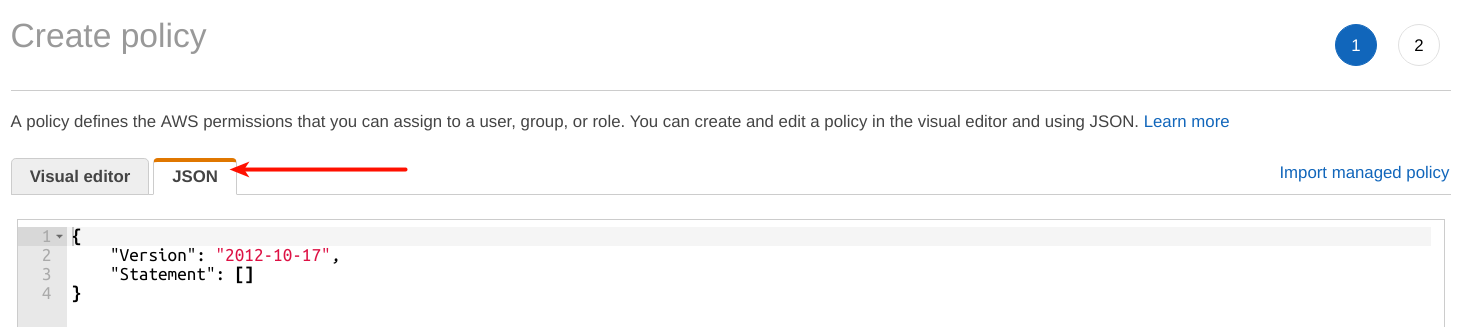 Create policy
1
2
A policy defines the AWS permissions that you can assign to a user, group, or role. You can create and edit a policy in the visual editor and using JSON. Learn more
Visual editor
JSON
Import managed policy
1 {
2     "Version": "2012-10-17",
3     "Statement": []
4 }